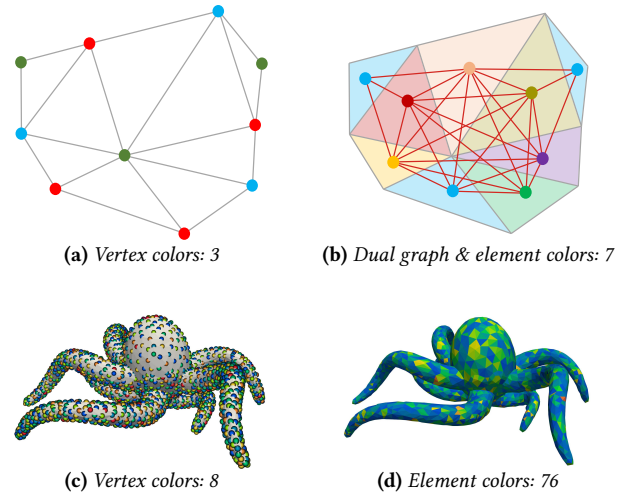 (a) Vertex colors: 3
(b) Dual graph & element colors: 7
(c) Vertex colors: 8
(d) Element colors: 76